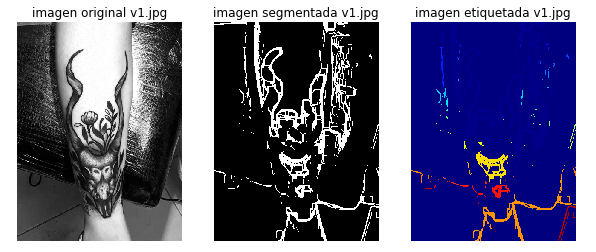 imagen original v1.jpg
imagen segmentada v1.jpg
imagen etiquetada v1.jpg